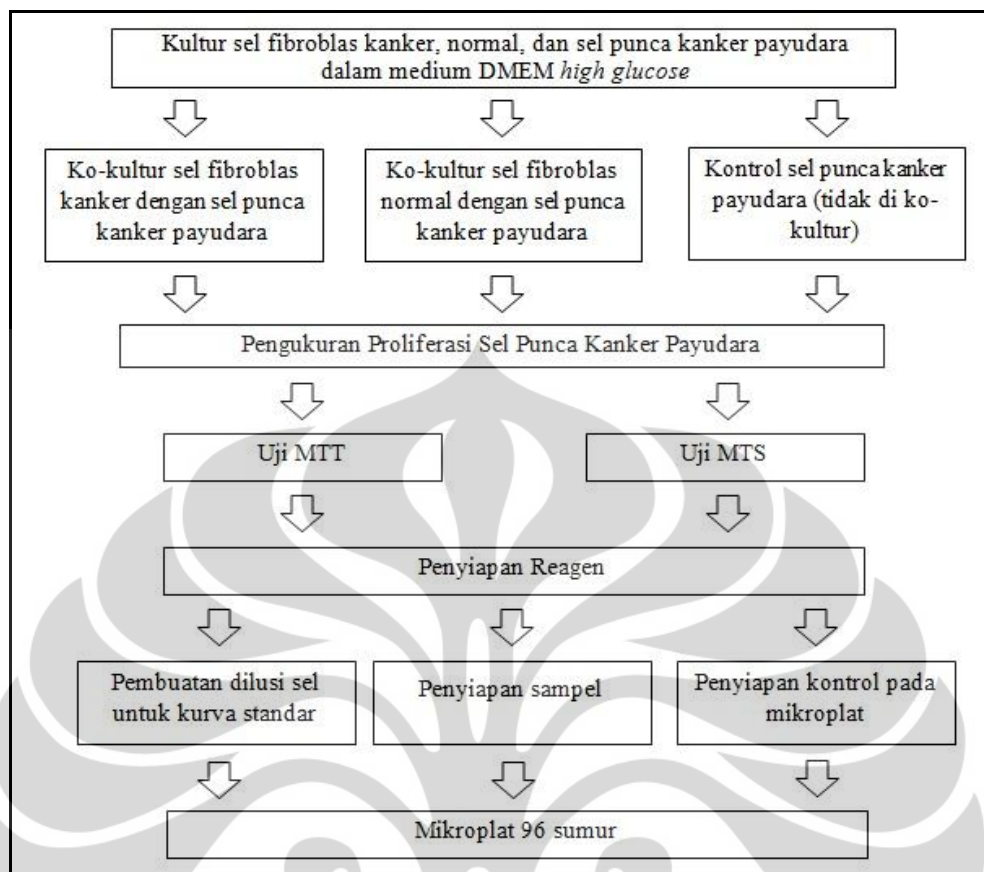 Kultur sel fibroblas kanker, normal, dan sel punca kanker payudara
dalam medium DMEM high glucose
Ko-kultur sel fibroblas
kanker dengan sel punca
kanker payudara
Ko-kultur sel fibroblas
normal dengan sel punca
kanker payudara
Kontrol sel punca kanker
payudara (tidak di ko-
kultur)
Pengukuran Proliferasi Sel Punca Kanker Payudara
Uji MTT
Uji MTS
Penyiapan Reagen
Pembuatan dilusi sel
untuk kurva standar
Penyiapan sampel
Penyiapan kontrol pada
mikroplat
Mikroplat 96 sumur